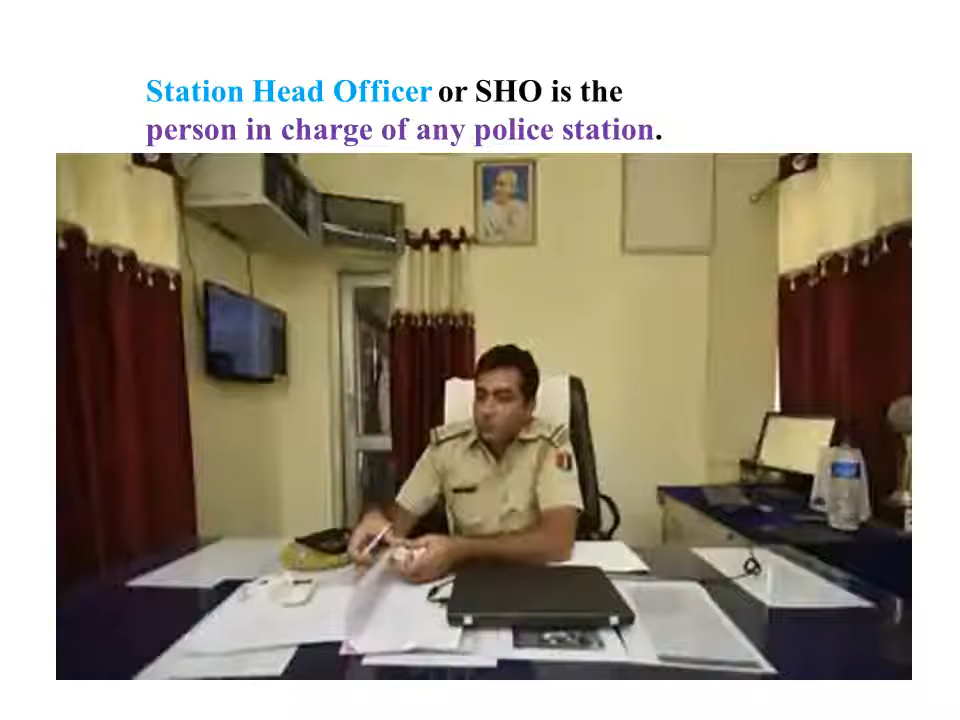 Station Head Officer or SHO is the
person in charge of any police station.